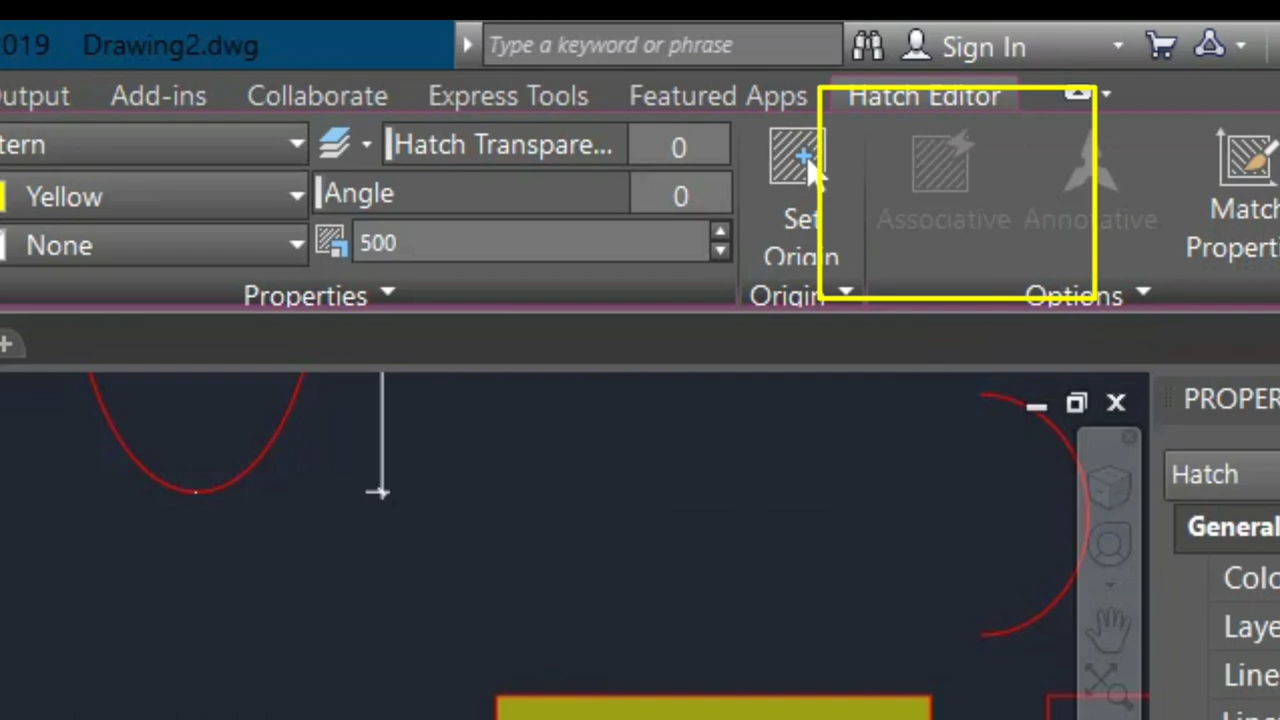 2019 Drawing2.dwg Type a keyword or phrase Sign In
utput Add-ins Collaborate Express Tools Featured Apps Hatch Editor
tern Hatch Transpare... 0
Yellow Angle 0
None 500
Set Origin
Associative
Annotative
Match
Properti
Properties Origin Options
PROPER
Hatch
General
Colo
Laye
Line